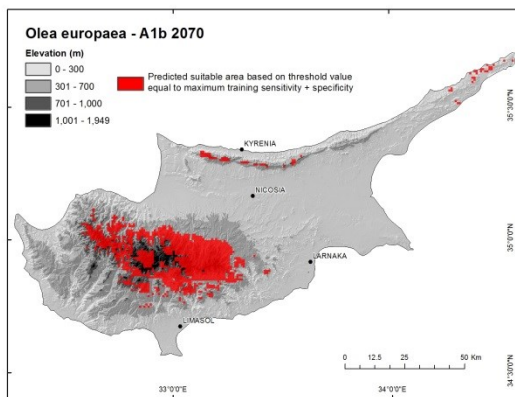 Olea europaea - A1b 2070
Elevation (m)
0 - 300
301 - 700
701 - 1,000
1,001 - 1,949
Predicted suitable area based on threshold value
equal to maximum training sensitivity + specificity
KYRENIA
NICOSIA
LARNAKA
LIMASOL
35°30'0"N
35°0'0"N
34°30'0"N
0 12.5 25 50 Km
33°0'0"E
34°0'0"E